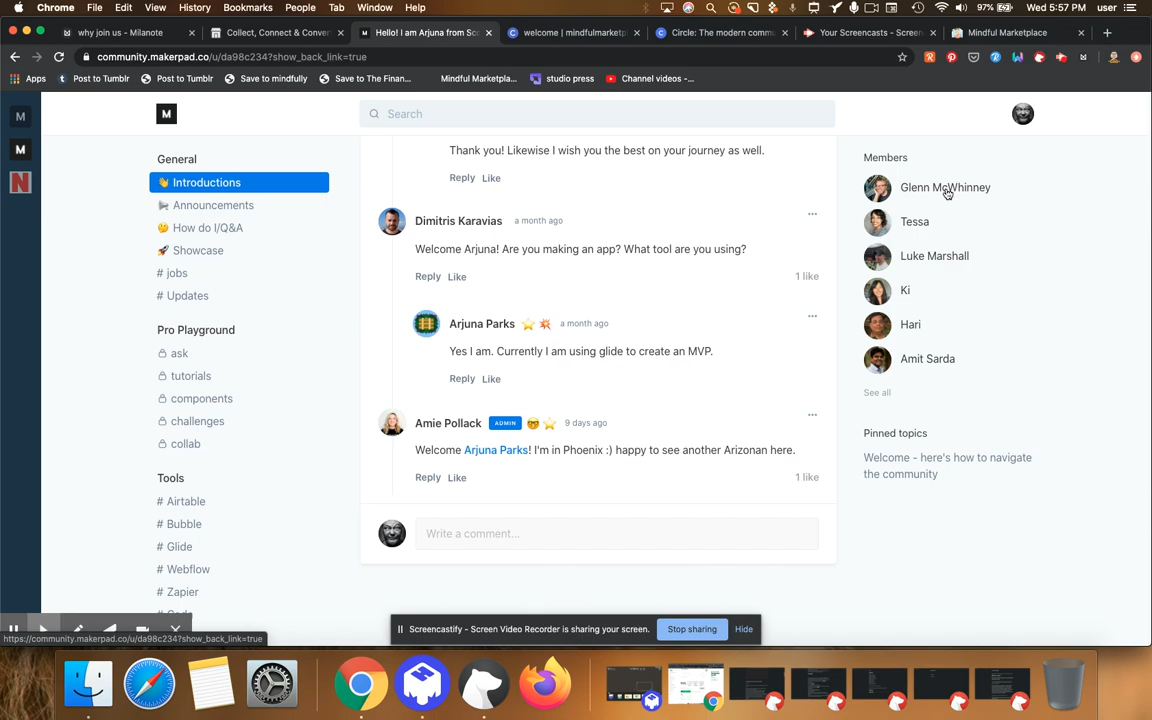 Chrome File Edit View History Bookmarks People Tab Window Help 97% Wed 5:57 PM user
why join us - Milanote × Collect, Connect & Conver × Hello! I am Arjuna from Sco × welcome | mindfulmarketpl × Circle: The modern commu × Your Screencasts - Screen × Mindful Marketplace × +
community.makerpad.co/u/da98c234?show_back_link=true
Apps Post to Tumblr Post to Tumblr Save to mindfully Save to The Finan... Mindful Marketpla... studio press Channel videos -...
M
M Search
M
N
General
👋 Introductions
Announcements
🤔 How do I/Q&A
🚀 Showcase
# jobs
# Updates
Pro Playground
ask
tutorials
components
challenges
collab
Tools
# Airtable
# Bubble
# Glide
# Webflow
# Zapier
Thank you! Likewise I wish you the best on your journey as well.
Reply Like
Dimitris Karavias a month ago ...
Welcome Arjuna! Are you making an app? What tool are you using?
Reply Like 1 like
Arjuna Parks ⭐ 💥 a month ago ...
Yes I am. Currently I am using glide to create an MVP.
Reply Like
Amie Pollack ADMIN 🤓 ⭐ 9 days ago ...
Welcome Arjuna Parks! I'm in Phoenix :) happy to see another Arizonan here.
Reply Like 1 like
Write a comment...
Members
Glenn McWhinney
Tessa
Luke Marshall
Ki
Hari
Amit Sarda
See all
Pinned topics
Welcome - here's how to navigate
the community
https://community.makerpad.co/u/da98c234?show_back_link=true
Screencastify - Screen Video Recorder is sharing your screen. Stop sharing Hide